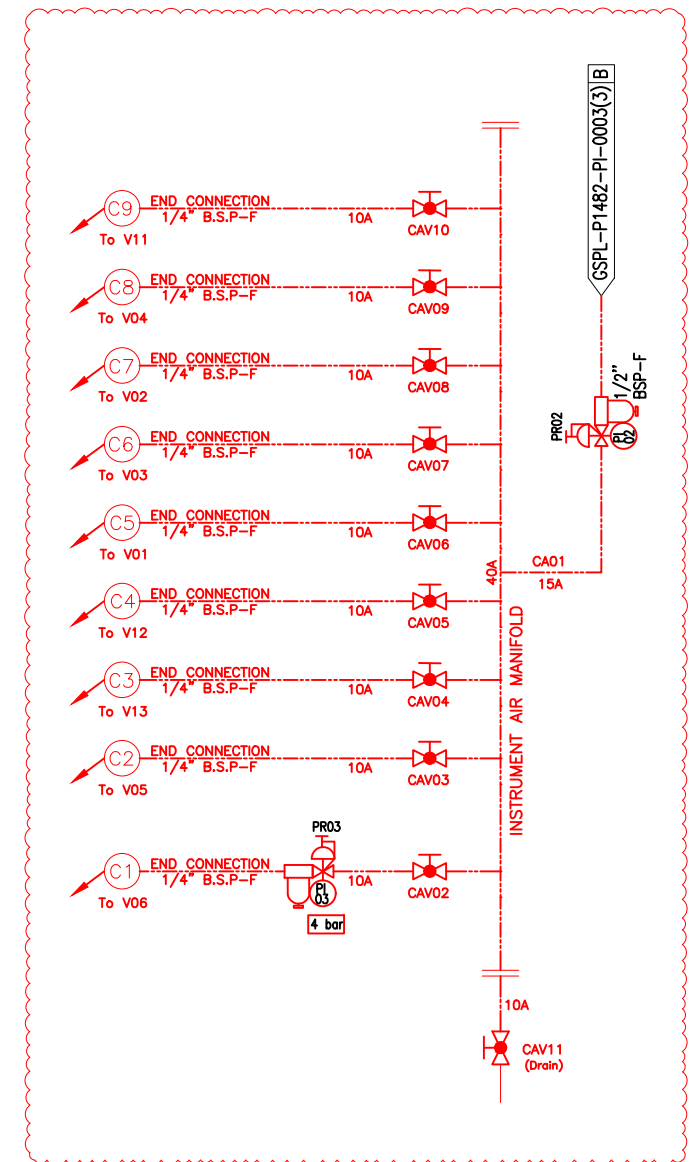 GSPL-P1482-PI-0003(3) B
C9 END CONNECTION
1/4" B.S.P-F
10A
CAV10
To V11
C8 END CONNECTION
1/4" B.S.P-F
10A
CAV09
To V04
C7 END CONNECTION
1/4" B.S.P-F
10A
CAV08
To V02
1/2"
BSP-F
PR02
PI
02
C6 END CONNECTION
1/4" B.S.P-F
10A
CAV07
To V03
C5 END CONNECTION
1/4" B.S.P-F
10A
CAV06
To V01
40A
CA01
15A
C4 END CONNECTION
1/4" B.S.P-F
10A
CAV05
To V12
INSTRUMENT AIR MANIFOLD
C3 END CONNECTION
1/4" B.S.P-F
10A
CAV04
To V13
C2 END CONNECTION
1/4" B.S.P-F
10A
CAV03
To V05
PR03
C1 END CONNECTION
1/4" B.S.P-F
10A
CAV02
PI
03
To V06
4 bar
10A
CAV11
(Drain)